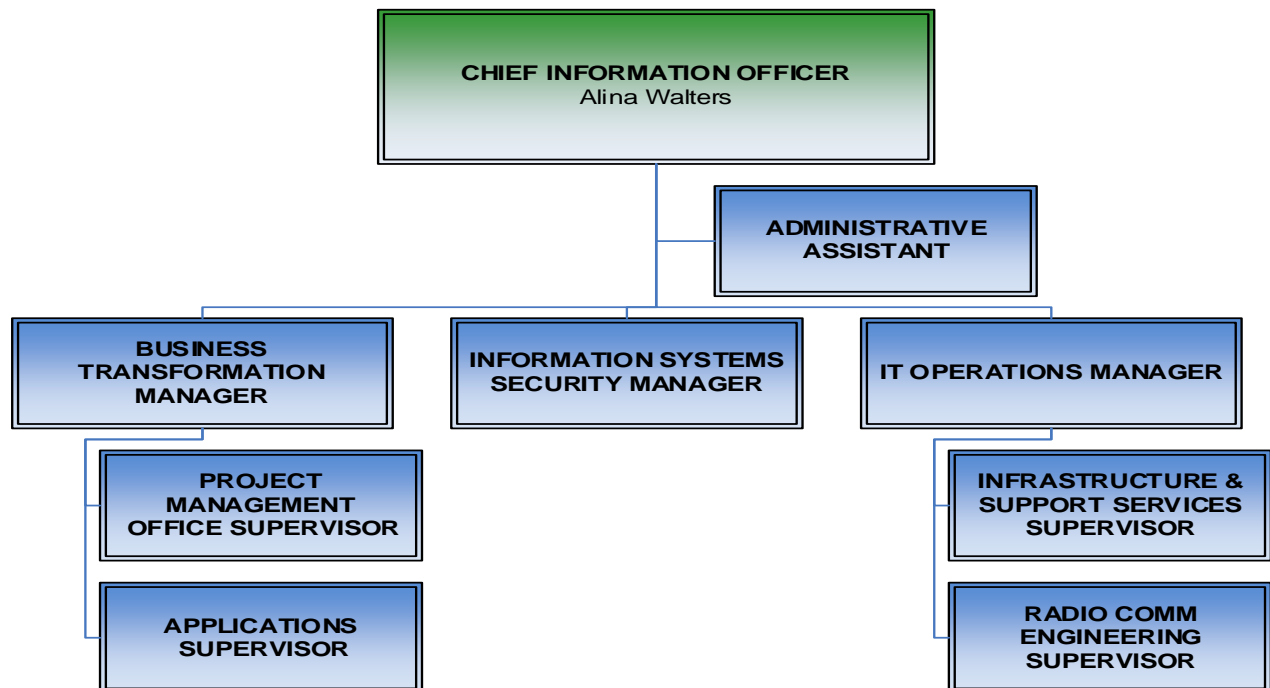 CHIEF INFORMATION OFFICER
Alina Walters
ADMINISTRATIVE
ASSISTANT
BUSINESS
TRANSFORMATION
MANAGER
INFORMATION SYSTEMS
SECURITY MANAGER
IT OPERATIONS MANAGER
PROJECT
MANAGEMENT
OFFICE SUPERVISOR
INFRASTRUCTURE &
SUPPORT SERVICES
SUPERVISOR
APPLICATIONS
SUPERVISOR
RADIO COMM
ENGINEERING
SUPERVISOR